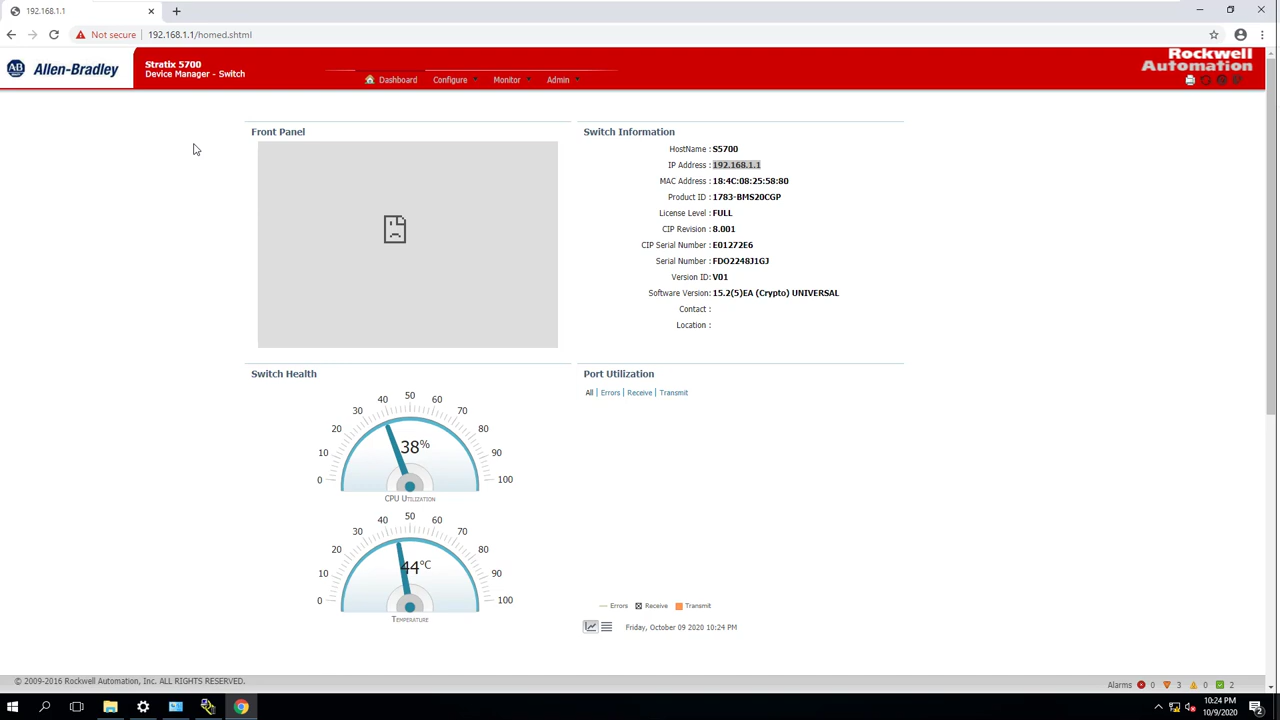 192.168.1.1
Not secure
192.168.1.1/homed.shtml
AB Allen-Bradley
Stratix 5700
Device Manager - Switch
Dashboard
Configure
Monitor
Admin
Rockwell
Automation
Front Panel
Switch Information
HostName : S5700
IP Address : 192.168.1.1
MAC Address : 18:4C:08:25:58:80
Product ID : 1783-BMS20CGP
License Level : FULL
CIP Revision : 8.001
CIP Serial Number : E01272E6
Serial Number : FDO2248J1GJ
Version ID: V01
Software Version: 15.2(5)EA (Crypto) UNIVERSAL
Contact :
Location :
Switch Health
0 10 20 30 40 50 60 70 80 90 100
38%
CPU Utilization
0 10 20 30 40 50 60 70 80 90 100
44°C
Temperature
Port Utilization
All | Errors | Receive | Transmit
Errors Receive Transmit
Friday, October 09 2020 10:24 PM
© 2009-2016 Rockwell Automation, Inc. ALL RIGHTS RESERVED.
Alarms 0 3 0 2
10:24 PM
10/9/2020
2